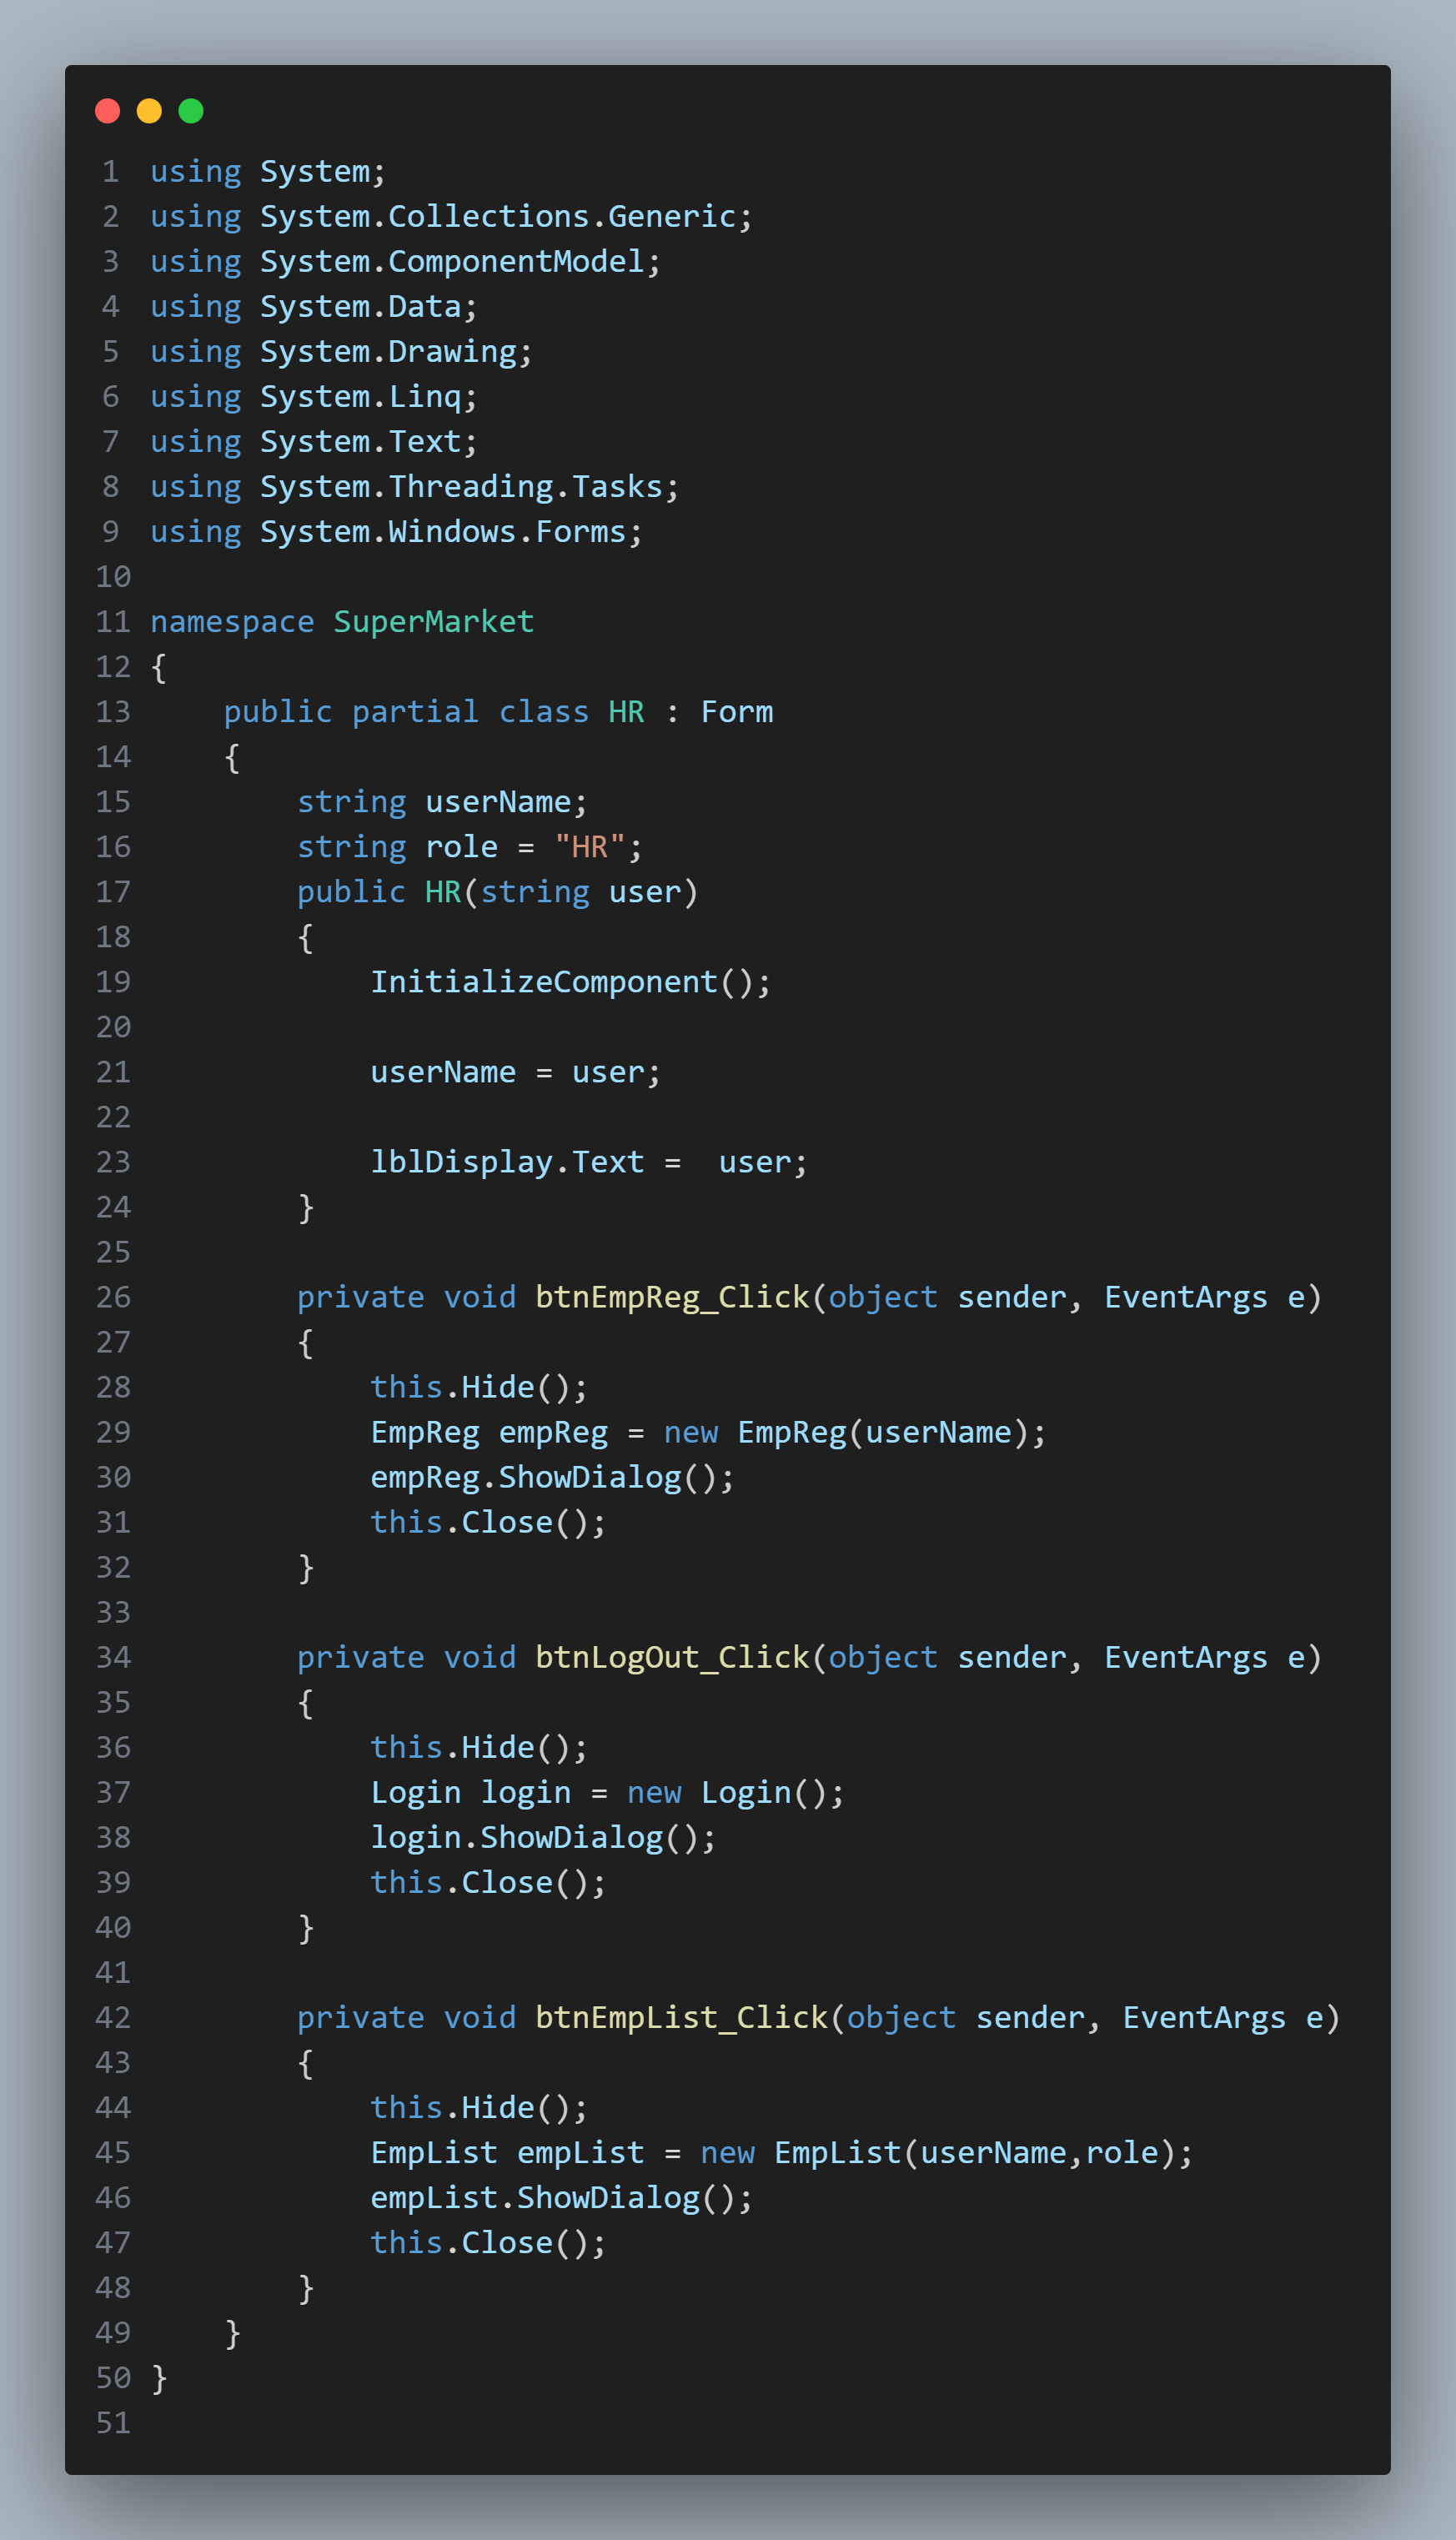 1 using System;
2 using System.Collections.Generic;
3 using System.ComponentModel;
4 using System.Data;
5 using System.Drawing;
6 using System.Linq;
7 using System.Text;
8 using System.Threading.Tasks;
9 using System.Windows.Forms;
10
11 namespace SuperMarket
12 {
13     public partial class HR : Form
14     {
15         string userName;
16         string role = "HR";
17         public HR(string user)
18         {
19             InitializeComponent();
20
21             userName = user;
22
23             lblDisplay.Text =  user;
24         }
25
26         private void btnEmpReg_Click(object sender, EventArgs e)
27         {
28             this.Hide();
29             EmpReg empReg = new EmpReg(userName);
30             empReg.ShowDialog();
31             this.Close();
32         }
33
34         private void btnLogOut_Click(object sender, EventArgs e)
35         {
36             this.Hide();
37             Login login = new Login();
38             login.ShowDialog();
39             this.Close();
40         }
41
42         private void btnEmpList_Click(object sender, EventArgs e)
43         {
44             this.Hide();
45             EmpList empList = new EmpList(userName,role);
46             empList.ShowDialog();
47             this.Close();
48         }
49     }
50 }
51